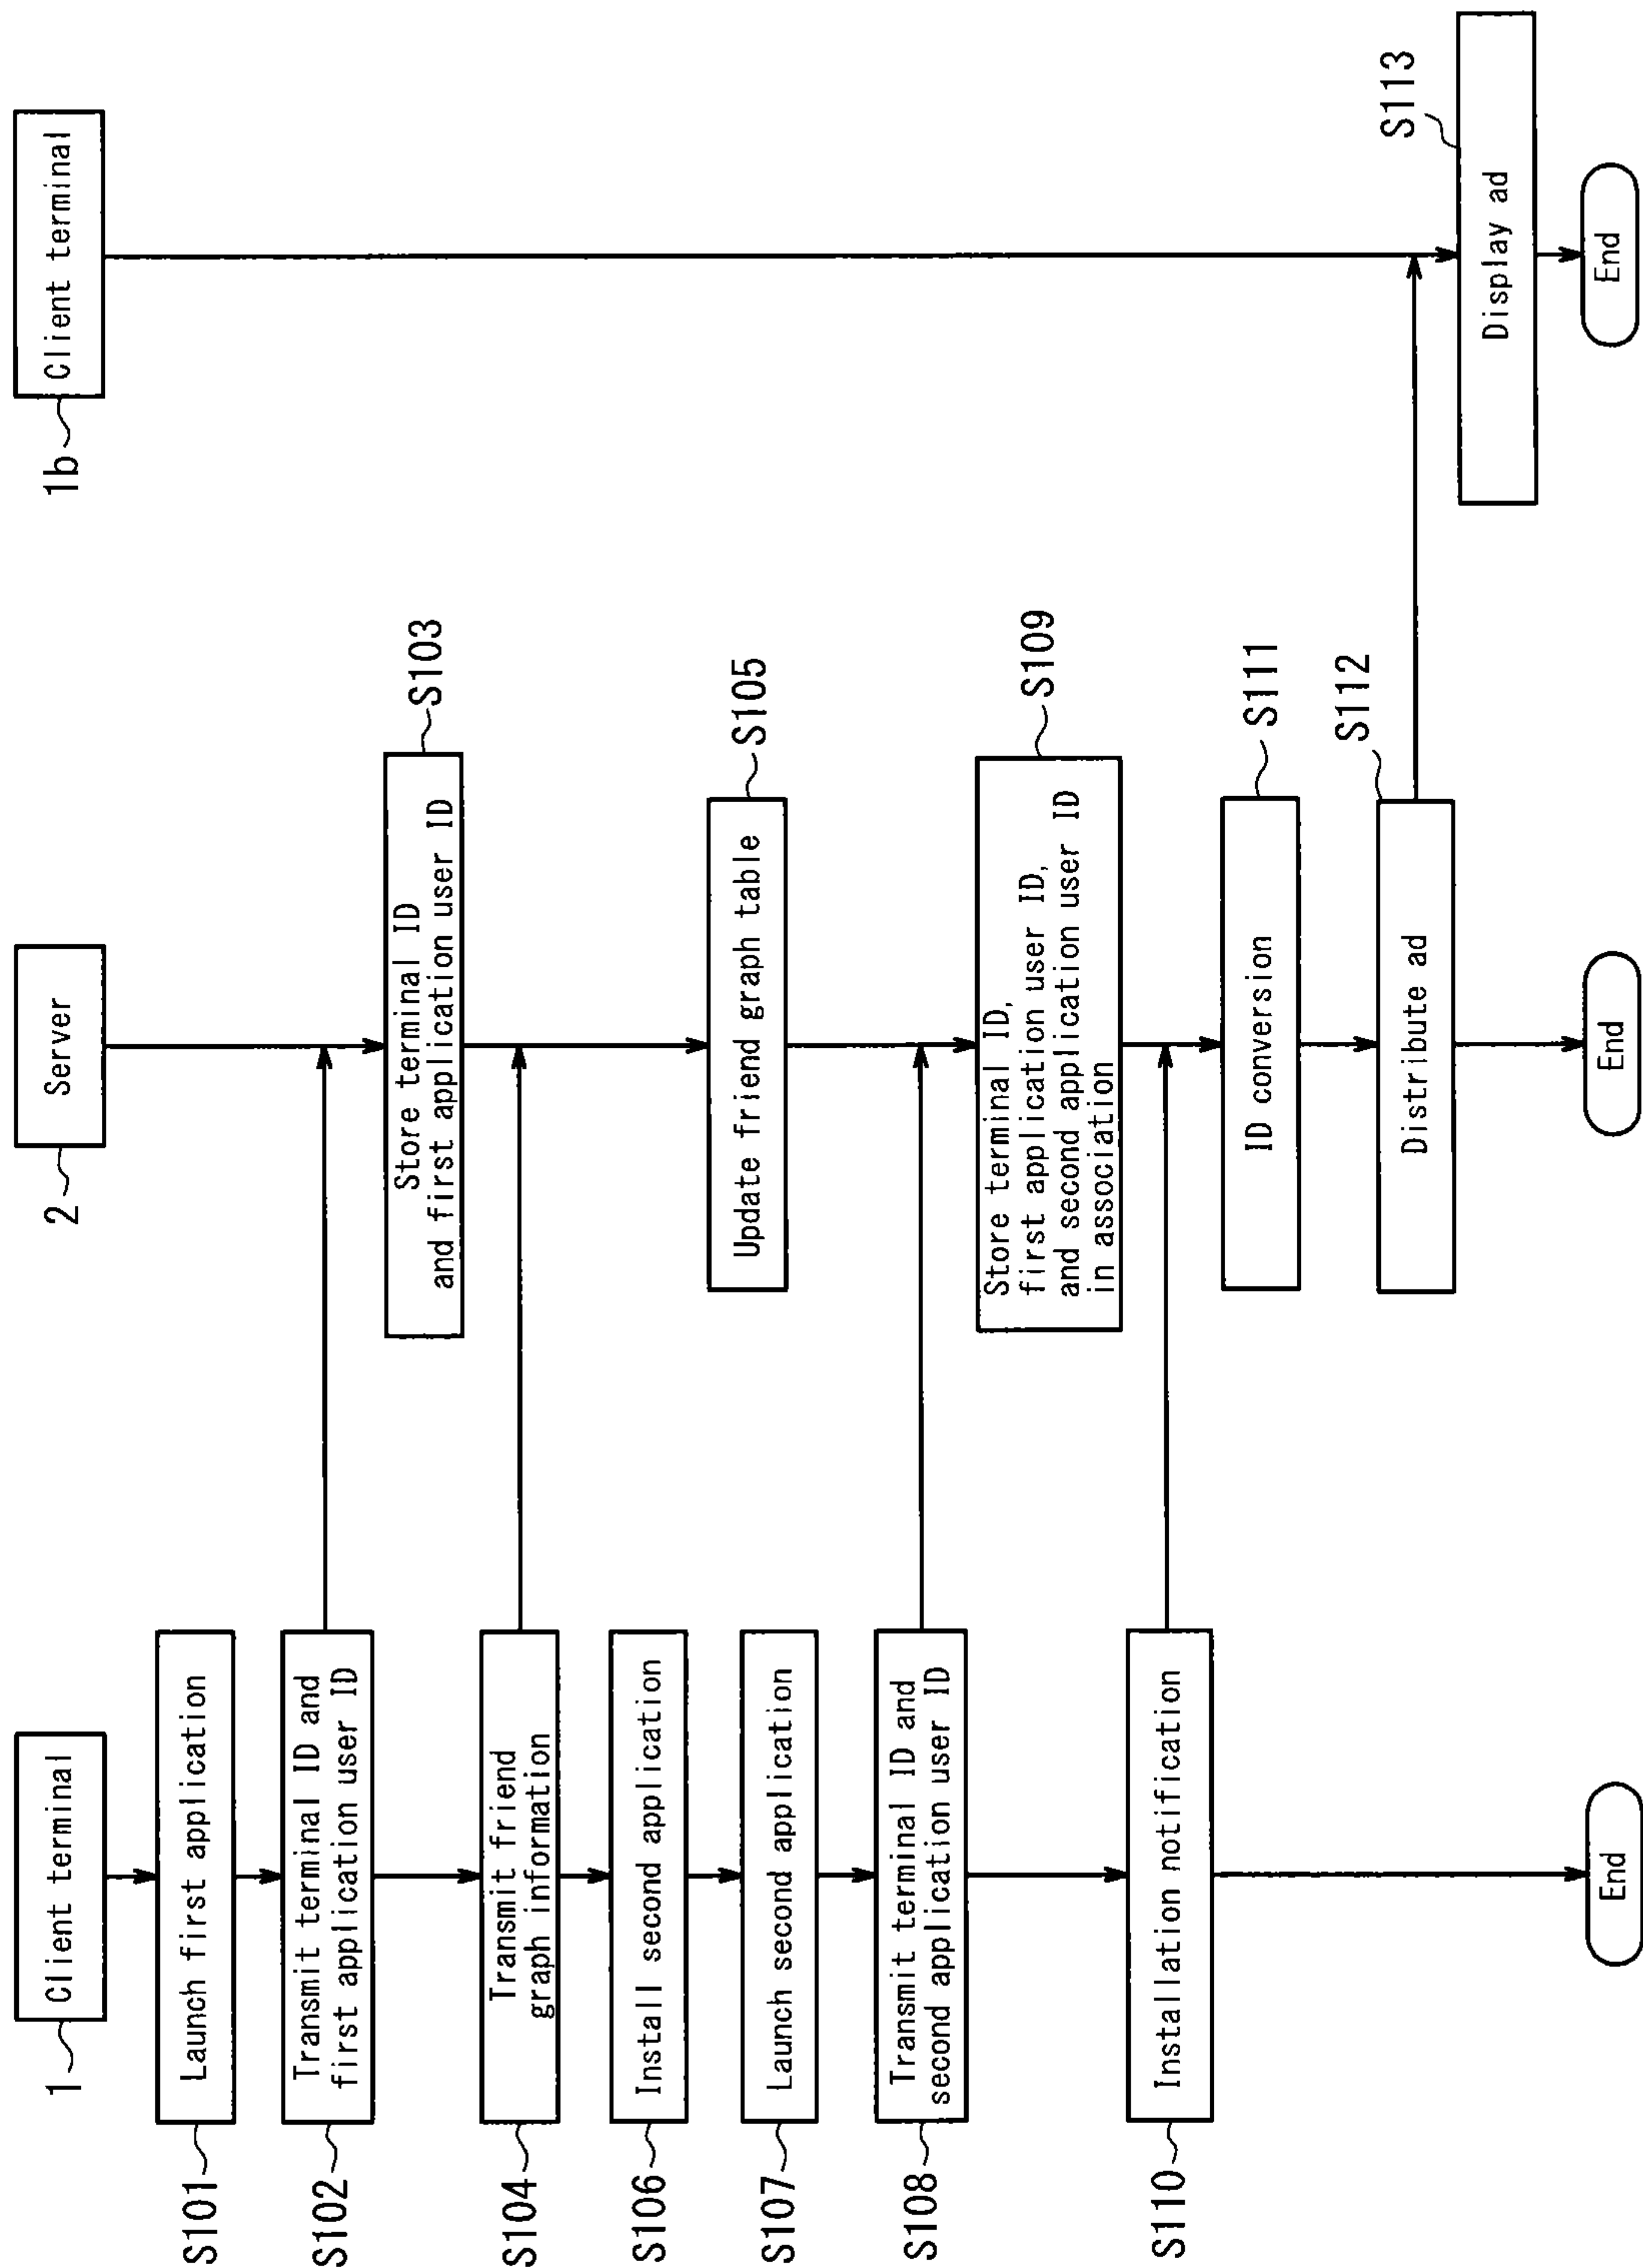 1
Client terminal
S101
Launch first application
S102
Transmit terminal ID and
first application user ID
S104
Transmit friend
graph information
S106
Install second application
S107
Launch second application
S108
Transmit terminal ID and
second application user ID
S110
Installation notification
End
2
Server
Store terminal ID
and first application user ID
S103
Update friend graph table
S105
Store terminal ID,
first application user ID,
and second application user ID
in association
S109
ID conversion
S111
Distribute ad
S112
End
1b
Client terminal
Display ad
S113
End